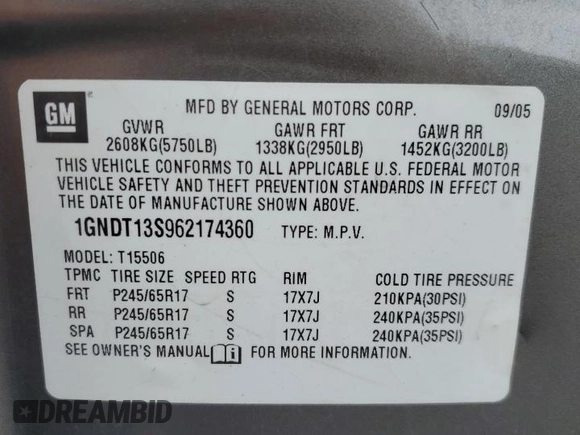 GM
MFD BY GENERAL MOTORS CORP. 09/05
GVWR GAWR FRT GAWR RR
2608KG(5750LB) 1338KG(2950LB) 1452KG(3200LB)
THIS VEHICLE CONFORMS TO ALL APPLICABLE U.S. FEDERAL MOTOR
VEHICLE SAFETY AND THEFT PREVENTION STANDARDS IN EFFECT ON
THE DATE OF MANUFACTURE SHOWN ABOVE.
1GNDT13S962174360 TYPE: M.P.V.
MODEL: T15506
TPMC TIRE SIZE SPEED RTG RIM COLD TIRE PRESSURE
FRT P245/65R17 S 17X7J 210KPA(30PSI)
RR P245/65R17 S 17X7J 240KPA(35PSI)
SPA P245/65R17 S 17X7J 240KPA(35PSI)
SEE OWNER'S MANUAL FOR MORE INFORMATION.
DREAMBID